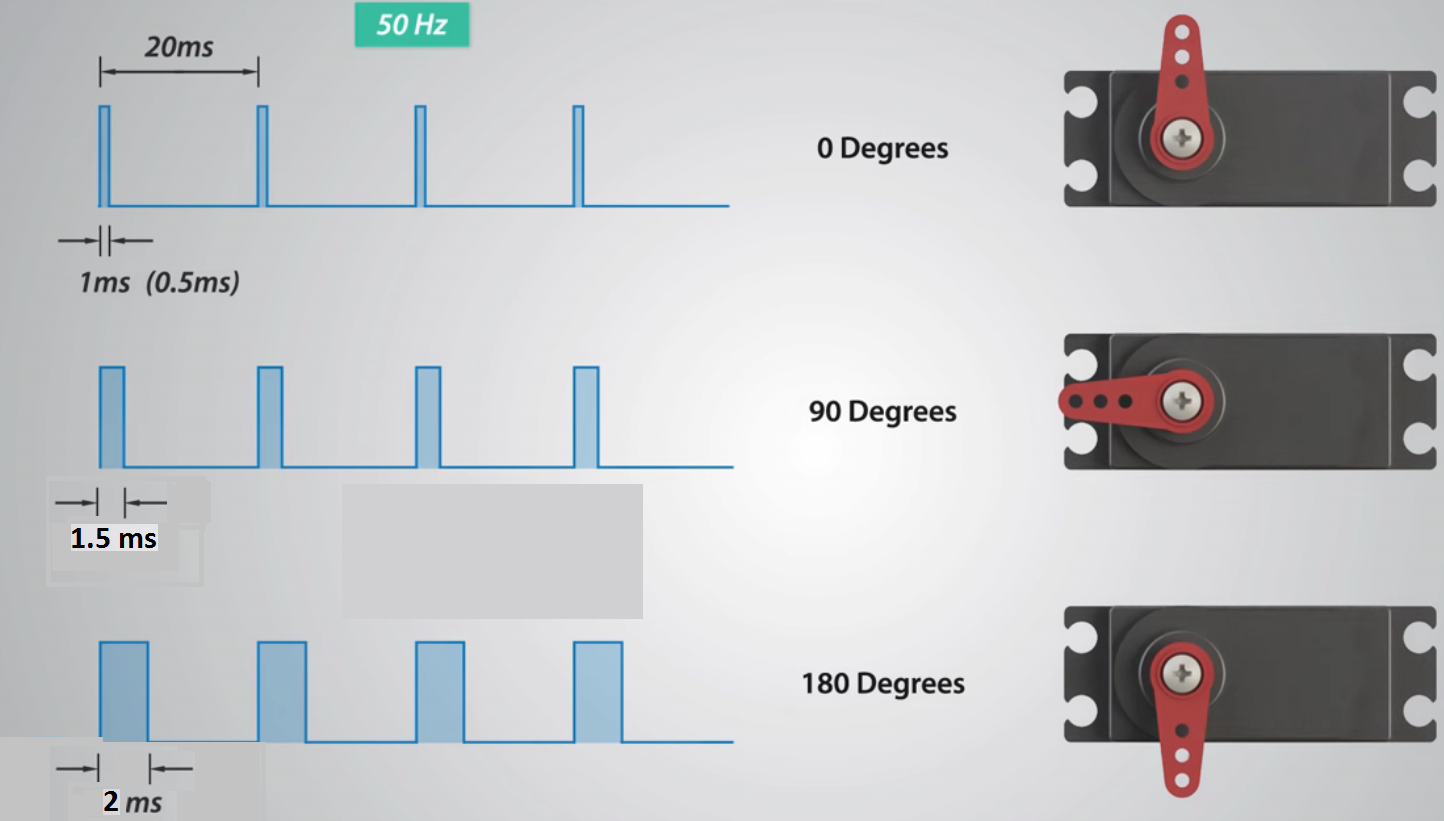 50 Hz
20ms
0 Degrees
1ms (0.5ms)
90 Degrees
1.5 ms
180 Degrees
2 ms